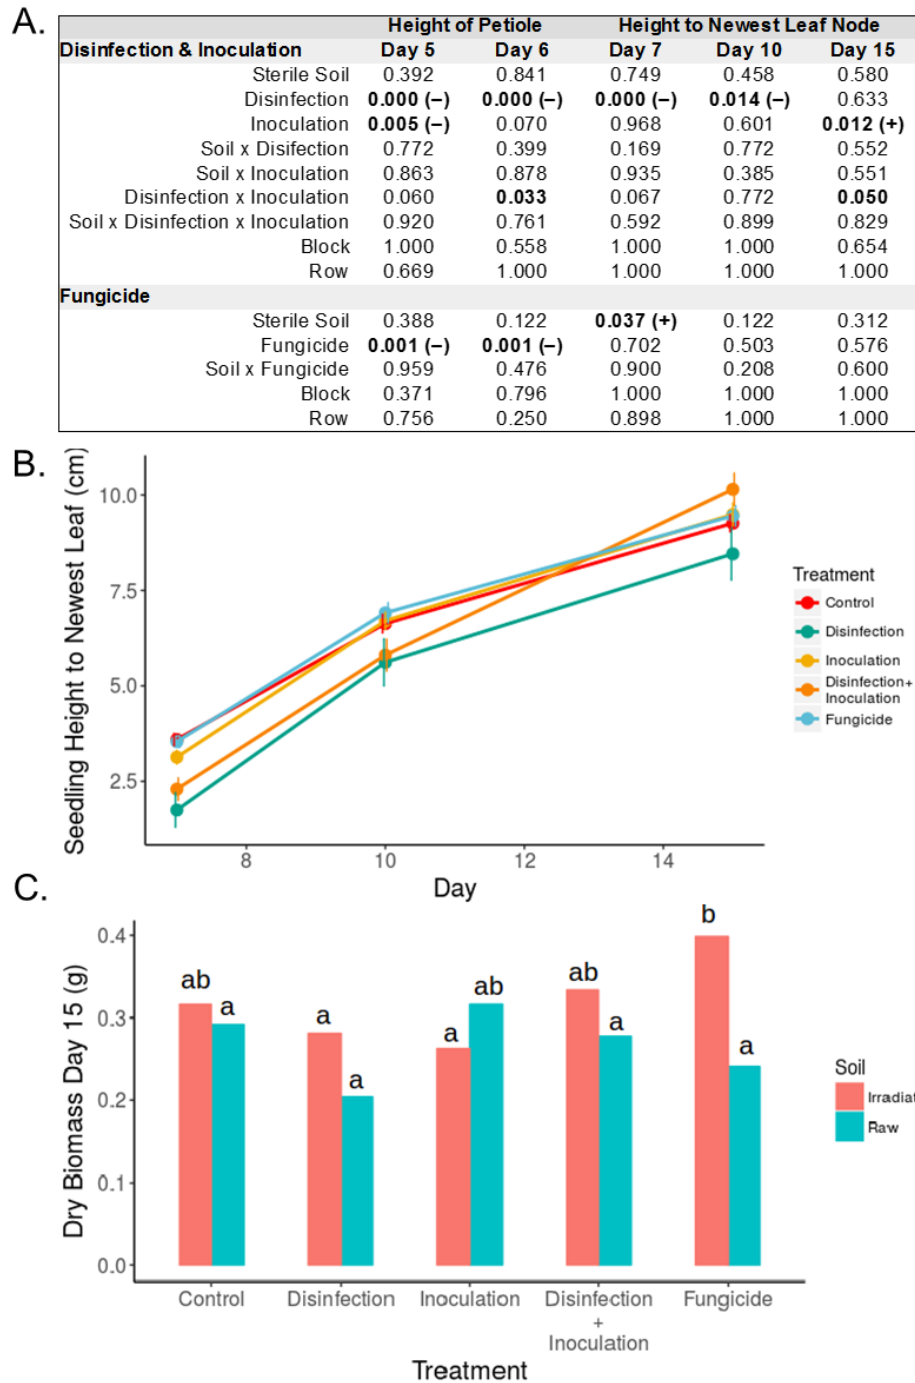 A.
Height of Petiole Height to Newest Leaf Node
Disinfection & Inoculation Day 5 Day 6 Day 7 Day 10 Day 15
Sterile Soil 0.392 0.841 0.749 0.458 0.580
Disinfection 0.000 (–) 0.000 (–) 0.000 (–) 0.014 (–) 0.633
Inoculation 0.005 (–) 0.070 0.968 0.601 0.012 (+)
Soil x Disifection 0.772 0.399 0.169 0.772 0.552
Soil x Inoculation 0.863 0.878 0.935 0.385 0.551
Disinfection x Inoculation 0.060 0.033 0.067 0.772 0.050
Soil x Disinfection x Inoculation 0.920 0.761 0.592 0.899 0.829
Block 1.000 0.558 1.000 1.000 0.654
Row 0.669 1.000 1.000 1.000 1.000
Fungicide
Sterile Soil 0.388 0.122 0.037 (+) 0.122 0.312
Fungicide 0.001 (–) 0.001 (–) 0.702 0.503 0.576
Soil x Fungicide 0.959 0.476 0.900 0.208 0.600
Block 0.371 0.796 1.000 1.000 1.000
Row 0.756 0.250 0.898 1.000 1.000
B.
Seedling Height to Newest Leaf (cm)
10.0
7.5
5.0
2.5
8 10 12 14
Day
Treatment
Control
Disinfection
Inoculation
Disinfection+
Inoculation
Fungicide
C.
Dry Biomass Day 15 (g)
0.4
0.3
0.2
0.1
0.0
ab a a a a ab ab a b a
Control Disinfection Inoculation Disinfection + Inoculation Fungicide
Treatment
Soil
Irradiat
Raw